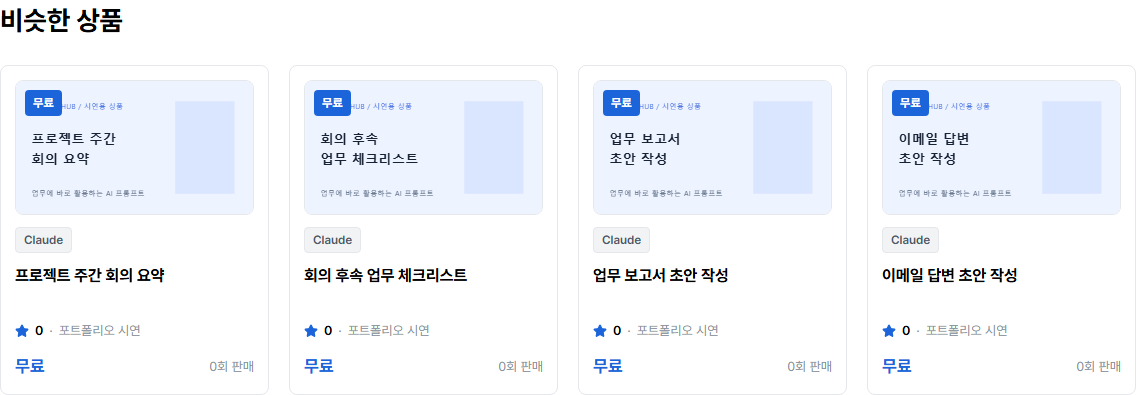 비슷한 상품
무료 HUB / 시연용 상품
프로젝트 주간
회의 요약
업무에 바로 활용하는 AI 프롬프트
Claude
프로젝트 주간 회의 요약
0 · 포트폴리오 시연
무료 0회 판매
무료 HUB / 시연용 상품
회의 후속
업무 체크리스트
업무에 바로 활용하는 AI 프롬프트
Claude
회의 후속 업무 체크리스트
0 · 포트폴리오 시연
무료 0회 판매
무료 HUB / 시연용 상품
업무 보고서
초안 작성
업무에 바로 활용하는 AI 프롬프트
Claude
업무 보고서 초안 작성
0 · 포트폴리오 시연
무료 0회 판매
무료 HUB / 시연용 상품
이메일 답변
초안 작성
업무에 바로 활용하는 AI 프롬프트
Claude
이메일 답변 초안 작성
0 · 포트폴리오 시연
무료 0회 판매